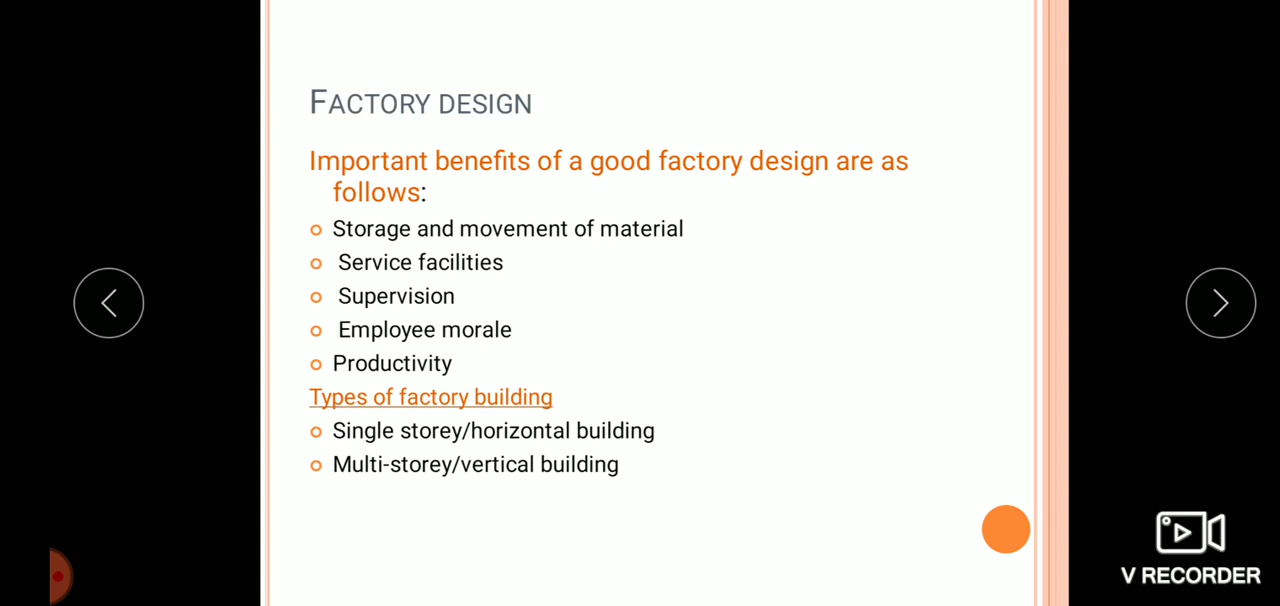 FACTORY DESIGN
Important benefits of a good factory design are as
follows:
Storage and movement of material
Service facilities
Supervision
Employee morale
Productivity
Types of factory building
Single storey/horizontal building
Multi-storey/vertical building
V RECORDER